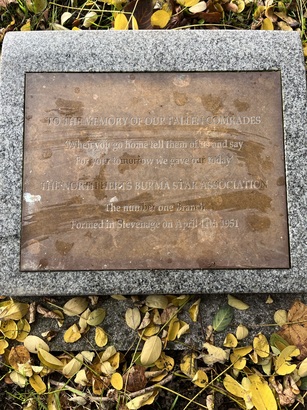 TO THE MEMORY OF OUR FALLEN COMRADES
When you go home tell them of us and say
For your tomorrow we gave our today
THE NORTH HERTS BURMA STAR ASSOCIATION
The number one Branch
Formed in Stevenage on April 17th 1951